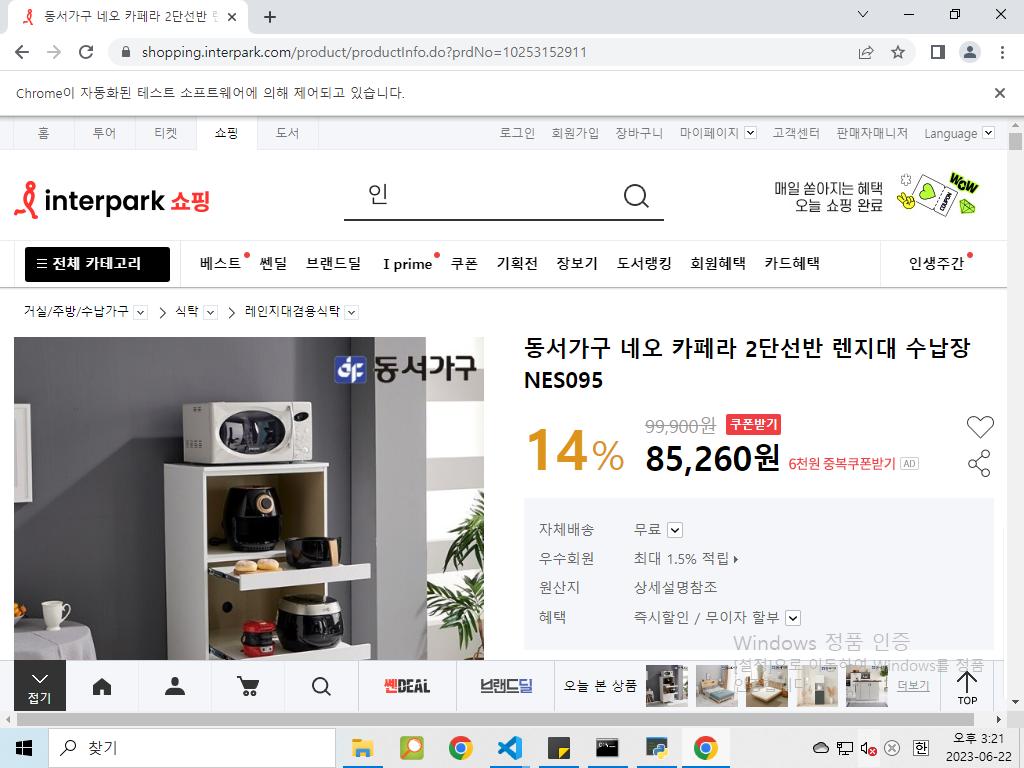 동서가구 네오 카페라 2단선반 렌
shopping.interpark.com/product/productInfo.do?prdNo=10253152911
Chrome이 자동화된 테스트 소프트웨어에 의해 제어되고 있습니다.
홈 투어 티켓 쇼핑 도서 로그인 회원가입 장바구니 마이페이지 고객센터 판매자매니저 Language
interpark 쇼핑 인 매일 쏟아지는 혜택
오늘 쇼핑 완료
WOW
COUPON
전체 카테고리 베스트 쎈딜 브랜드딜 I prime 쿠폰 기획전 장보기 도서랭킹 회원혜택 카드혜택 인생주간
거실/주방/수납가구 > 식탁 > 레인지대겸용식탁
동서가구
동서가구 네오 카페라 2단선반 렌지대 수납장
NES095
14% 99,900원 쿠폰받기
85,260원 6천원 중복쿠폰받기 AD
자체배송 무료
우수회원 최대 1.5% 적립
원산지 상세설명참조
혜택 즉시할인 / 무이자 할부
Windows 정품 인증
[설정]으로 이동하여 Windows를 정품
접기 쎈DEAL 브랜드딜 오늘 본 상품 더보기 TOP
찾기 한 오후 3:21
2023-06-22